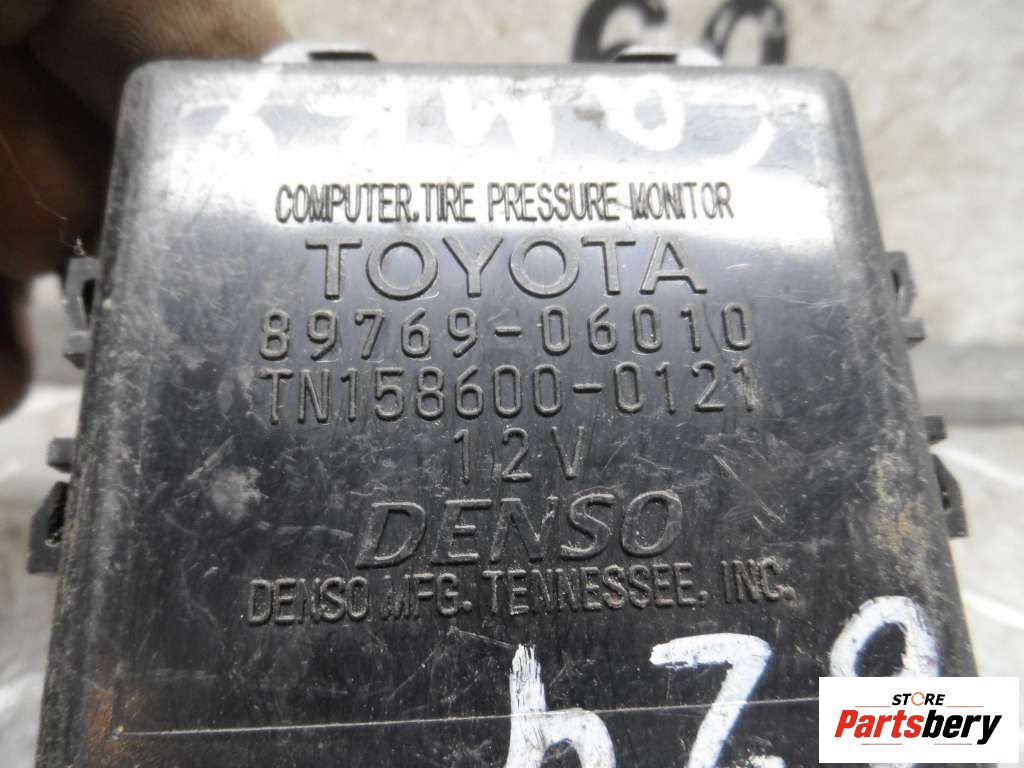 COMPUTER.TIRE PRESSURE MONITOR
TOYOTA
89769-06010
TN158600-0121
12V
DENSO
DENSO MFG. TENNESSEE, INC.
STORE
Partsbery